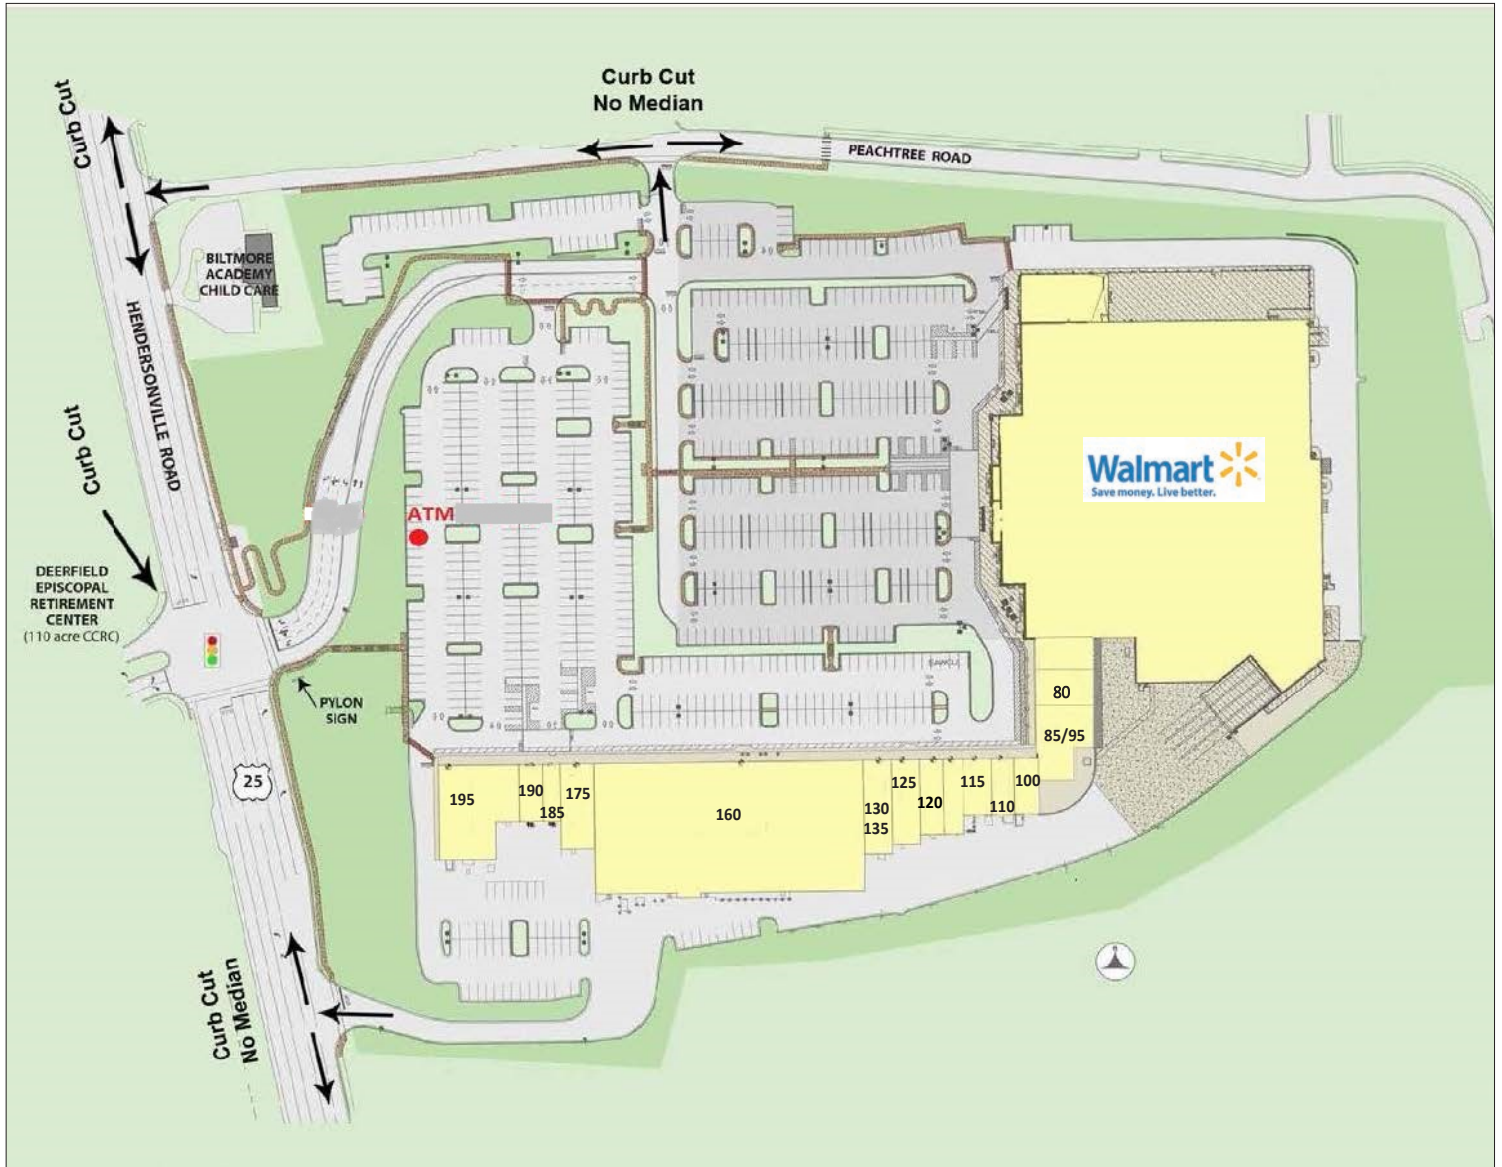 Curb Cut
No Median
Curb Cut
PEACHTREE ROAD
BILTMORE
ACADEMY
CHILD CARE
HENDERSONVILLE ROAD
Curb Cut
Walmart
Save money. Live better.
ATM
DEERFIELD
EPISCOPAL
RETIREMENT
CENTER
(110 acre CCRC)
PYLON
SIGN
80
85/95
25
195
190
185
175
160
130
135
125
120
115
110
100
Curb Cut
No Median